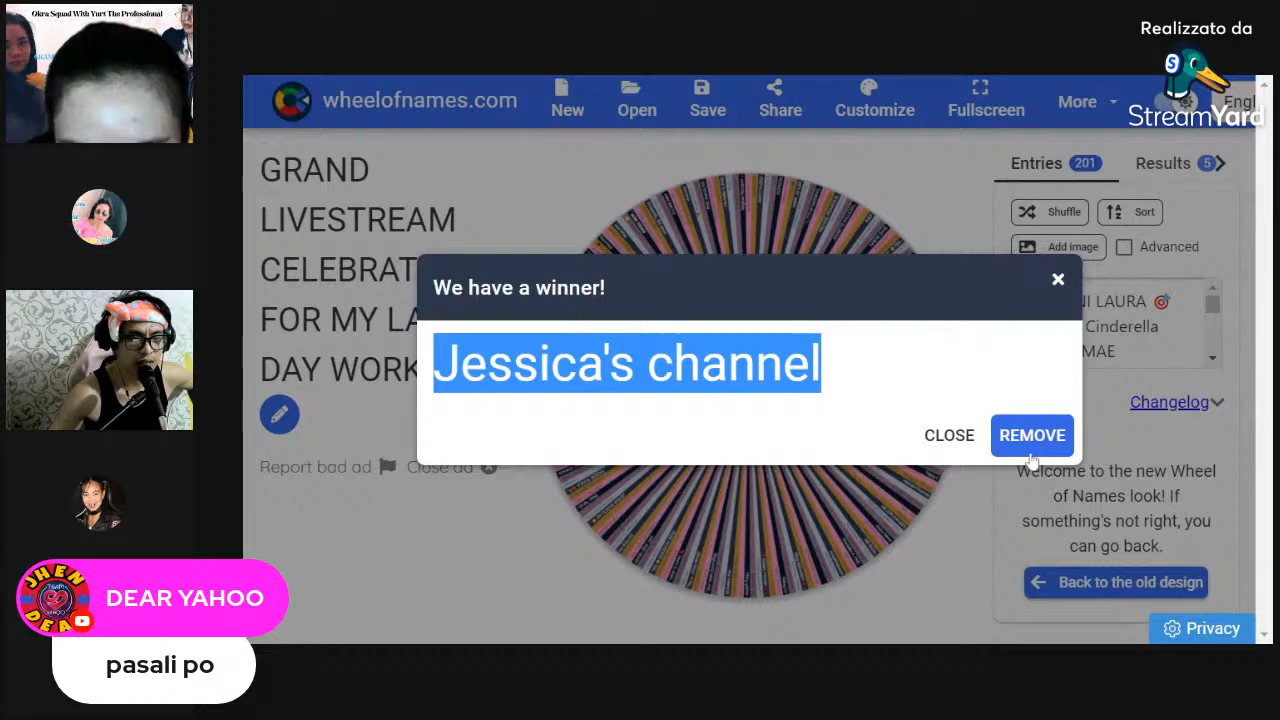 Okra Squad With Yurt The Professional
Realizzato da
StreamYard
wheelofnames.com
New
Open
Save
Share
Customize
Fullscreen
More
Engl
GRAND
LIVESTREAM
CELEBRAT
FOR MY LA
DAY WORK
Report bad ad
Close ad
Entries 201
Results 5
Shuffle
Sort
Add image
Advanced
NI LAURA 🎯
Cinderella
MAE
Changelog
Welcome to the new Wheel
of Names look! If
something's not right, you
can go back.
Back to the old design
Privacy
We have a winner!
Jessica's channel
CLOSE
REMOVE
JHEN
DEA
DEAR YAHOO
pasali po